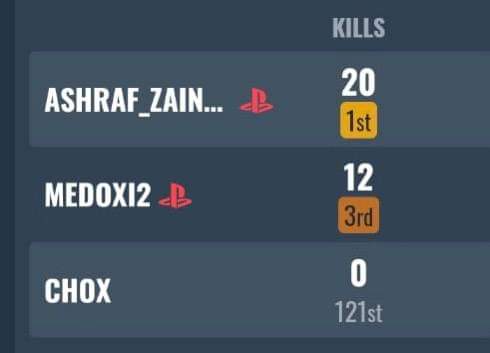 KILLS
ASHRAF_ZAIN... 20
1st
MEDOXI2 12
3rd
CHOX 0
121st